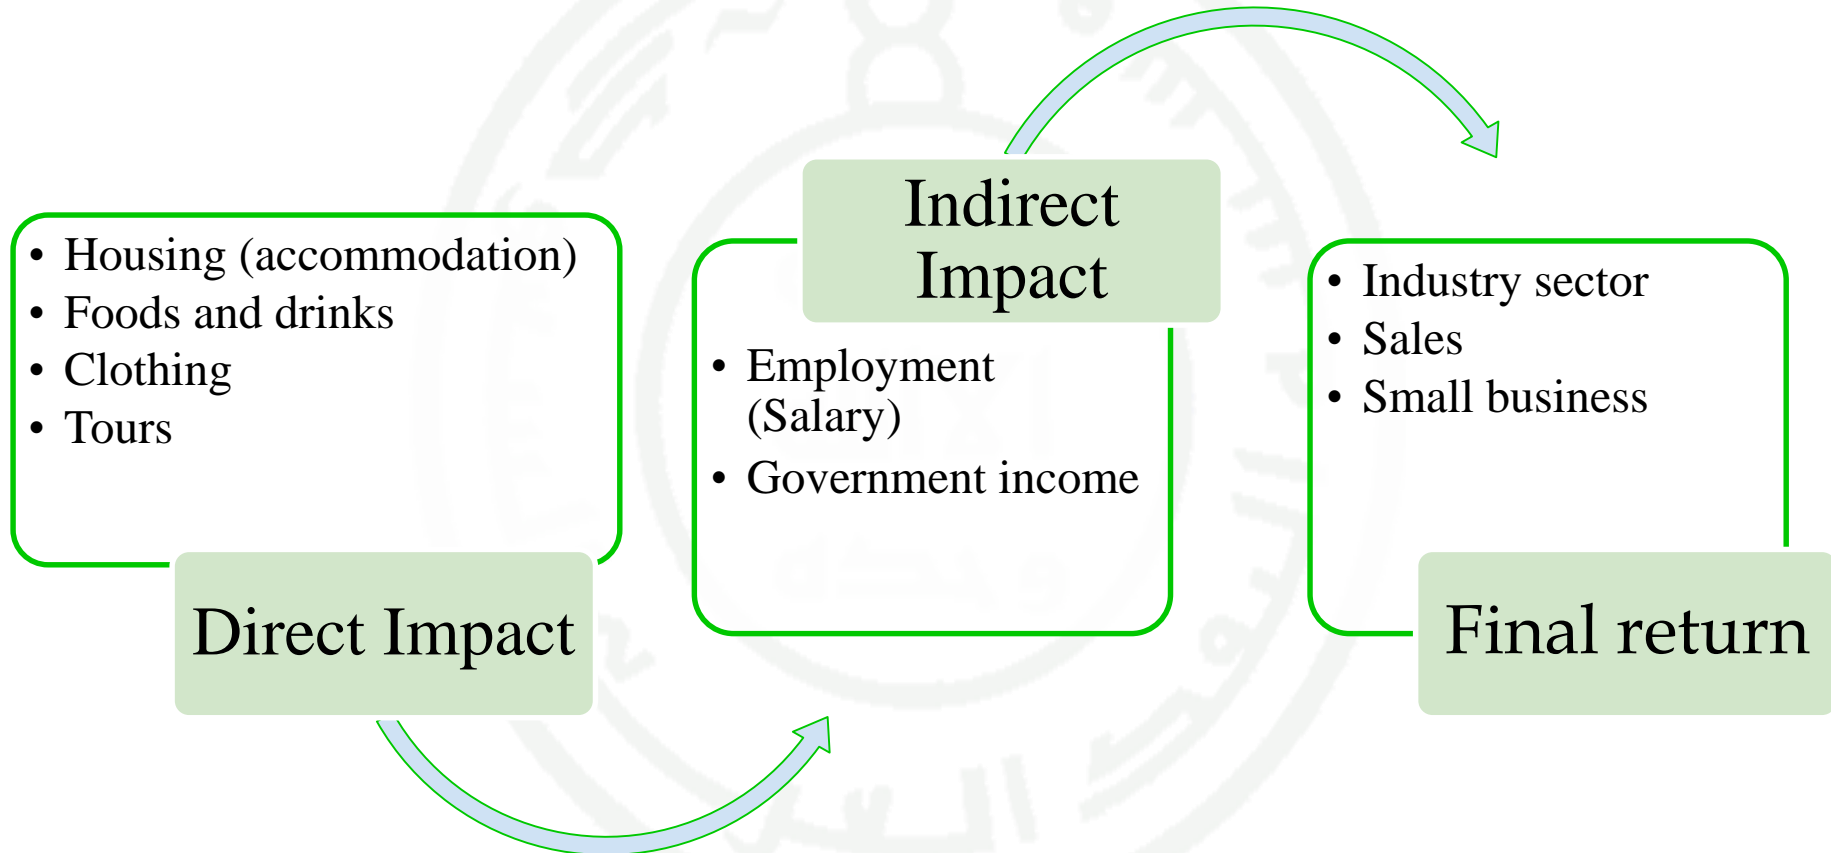 • Housing (accommodation)
• Foods and drinks
• Clothing
• Tours
Direct Impact
Indirect
Impact
• Employment
(Salary)
• Government income
• Industry sector
• Sales
• Small business
Final return